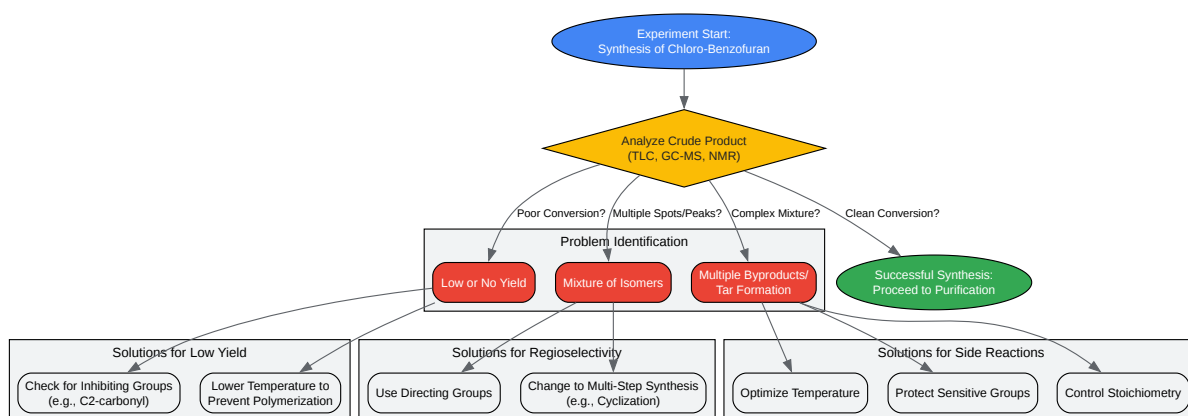 Experiment Start:
Synthesis of Chloro-Benzofuran
Analyze Crude Product
(TLC, GC-MS, NMR)
Poor Conversion?
Multiple Spots/Peaks?
Complex Mixture?
Clean Conversion?
Problem Identification
Low or No Yield
Mixture of Isomers
Multiple Byproducts/
Tar Formation
Successful Synthesis:
Proceed to Purification
Solutions for Low Yield
Check for Inhibiting Groups
(e.g., C2-carbonyl)
Lower Temperature to
Prevent Polymerization
Solutions for Regioselectivity
Use Directing Groups
Change to Multi-Step Synthesis
(e.g., Cyclization)
Solutions for Side Reactions
Optimize Temperature
Protect Sensitive Groups
Control Stoichiometry